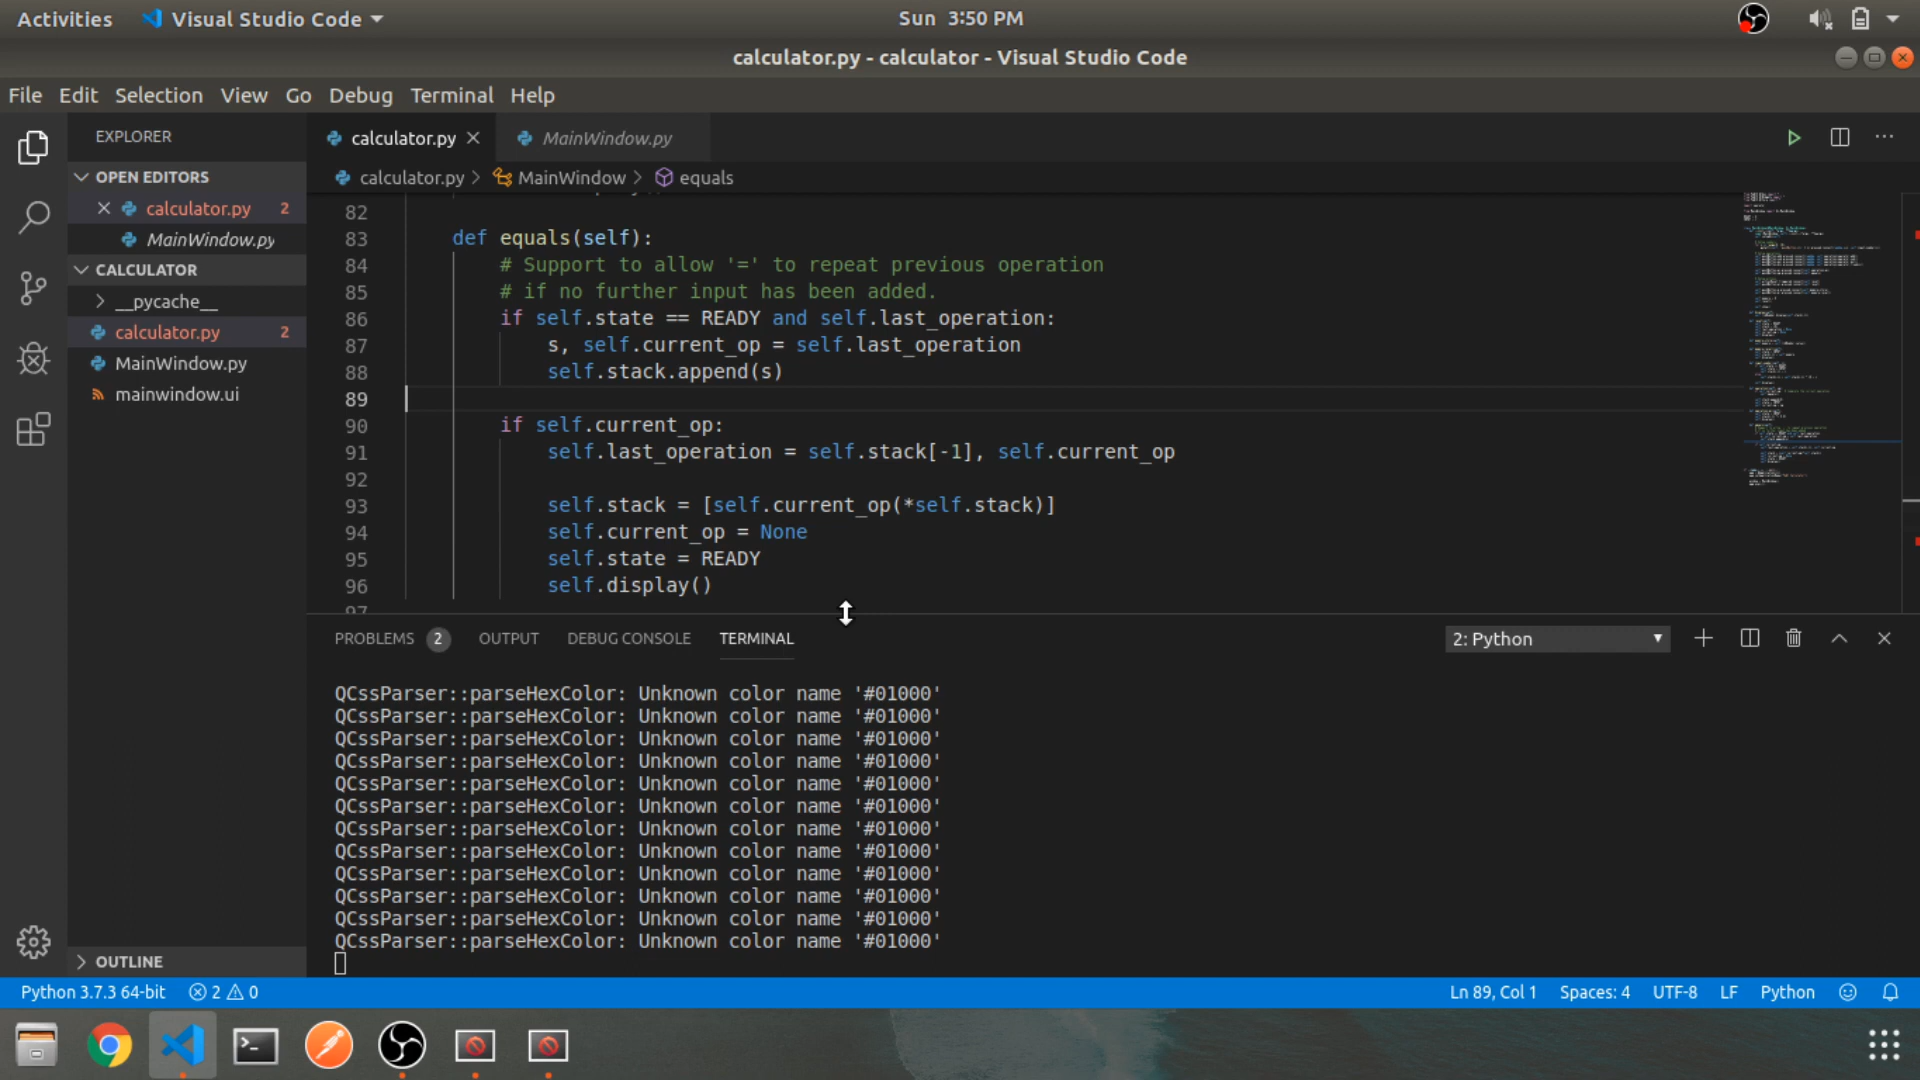 Activities Visual Studio Code Sun 3:50 PM
calculator.py - calculator - Visual Studio Code
File Edit Selection View Go Debug Terminal Help
EXPLORER
OPEN EDITORS
calculator.py 2
MainWindow.py
CALCULATOR
__pycache__
calculator.py 2
MainWindow.py
mainwindow.ui
OUTLINE
calculator.py MainWindow.py
calculator.py > MainWindow > equals
82
83 def equals(self):
84 # Support to allow '=' to repeat previous operation
85 # if no further input has been added.
86 if self.state == READY and self.last_operation:
87 s, self.current_op = self.last_operation
88 self.stack.append(s)
89
90 if self.current_op:
91 self.last_operation = self.stack[-1], self.current_op
92
93 self.stack = [self.current_op(*self.stack)]
94 self.current_op = None
95 self.state = READY
96 self.display()
97
PROBLEMS 2 OUTPUT DEBUG CONSOLE TERMINAL 2: Python
QCssParser::parseHexColor: Unknown color name '#01000'
QCssParser::parseHexColor: Unknown color name '#01000'
QCssParser::parseHexColor: Unknown color name '#01000'
QCssParser::parseHexColor: Unknown color name '#01000'
QCssParser::parseHexColor: Unknown color name '#01000'
QCssParser::parseHexColor: Unknown color name '#01000'
QCssParser::parseHexColor: Unknown color name '#01000'
QCssParser::parseHexColor: Unknown color name '#01000'
QCssParser::parseHexColor: Unknown color name '#01000'
QCssParser::parseHexColor: Unknown color name '#01000'
QCssParser::parseHexColor: Unknown color name '#01000'
QCssParser::parseHexColor: Unknown color name '#01000'
Python 3.7.3 64-bit 2 0 Ln 89, Col 1 Spaces: 4 UTF-8 LF Python